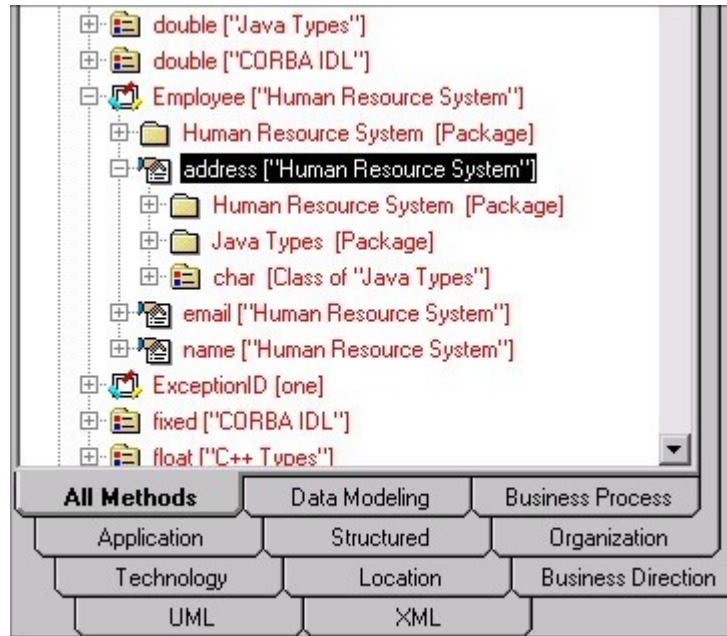 double ["Java Types"]
double ["CORBA IDL"]
Employee ["Human Resource System"]
Human Resource System [Package]
address ["Human Resource System"]
Human Resource System [Package]
Java Types [Package]
char [Class of "Java Types"]
email ["Human Resource System"]
name ["Human Resource System"]
ExceptionID [one]
fixed ["CORBA IDL"]
float ["C++ Types"]
All Methods Data Modeling Business Process
Application Structured Organization
Technology Location Business Direction
UML XML